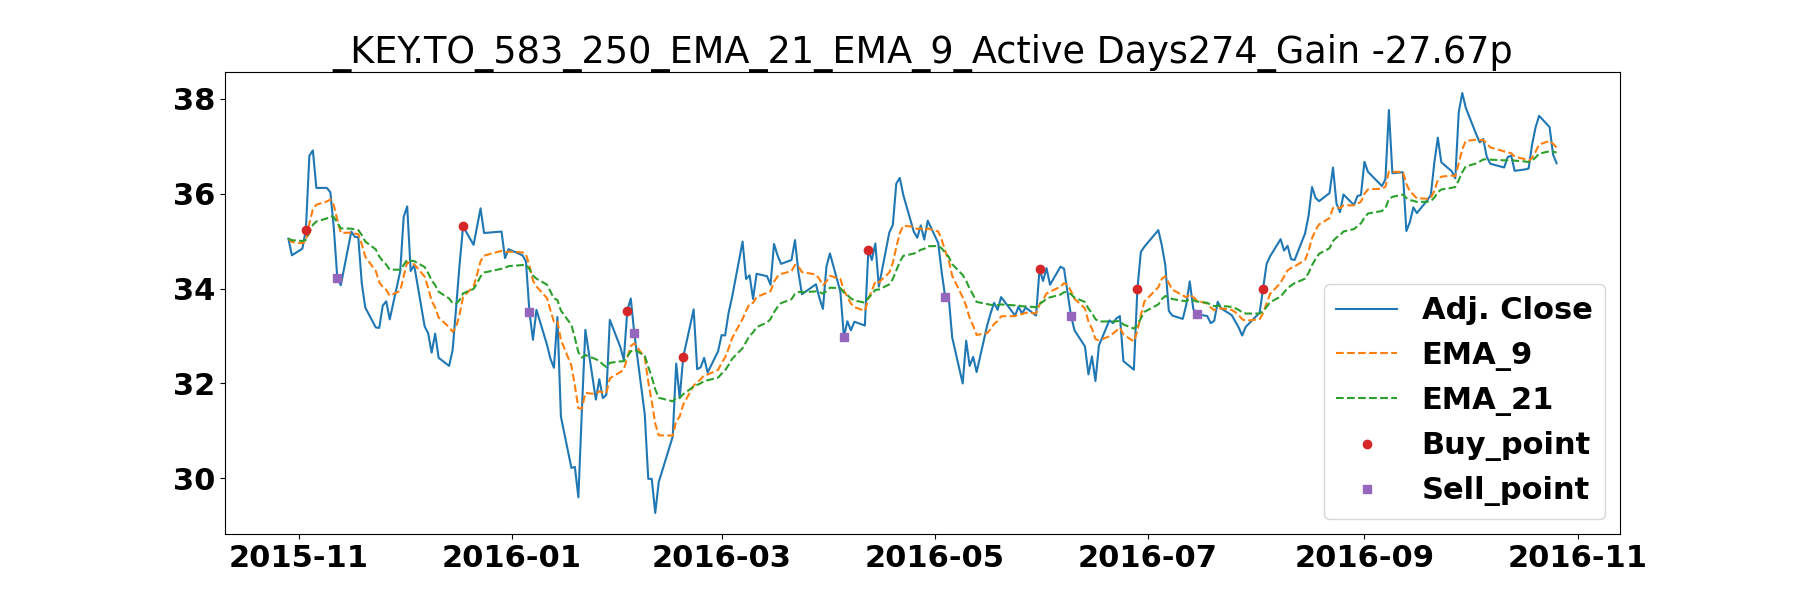 _KEY.TO_583_250_EMA_21_EMA_9_Active Days274_Gain -27.67p
38
36
34
32
30
Adj. Close
EMA_9
EMA_21
Buy_point
Sell_point
2015-11 2016-01 2016-03 2016-05 2016-07 2016-09 2016-11